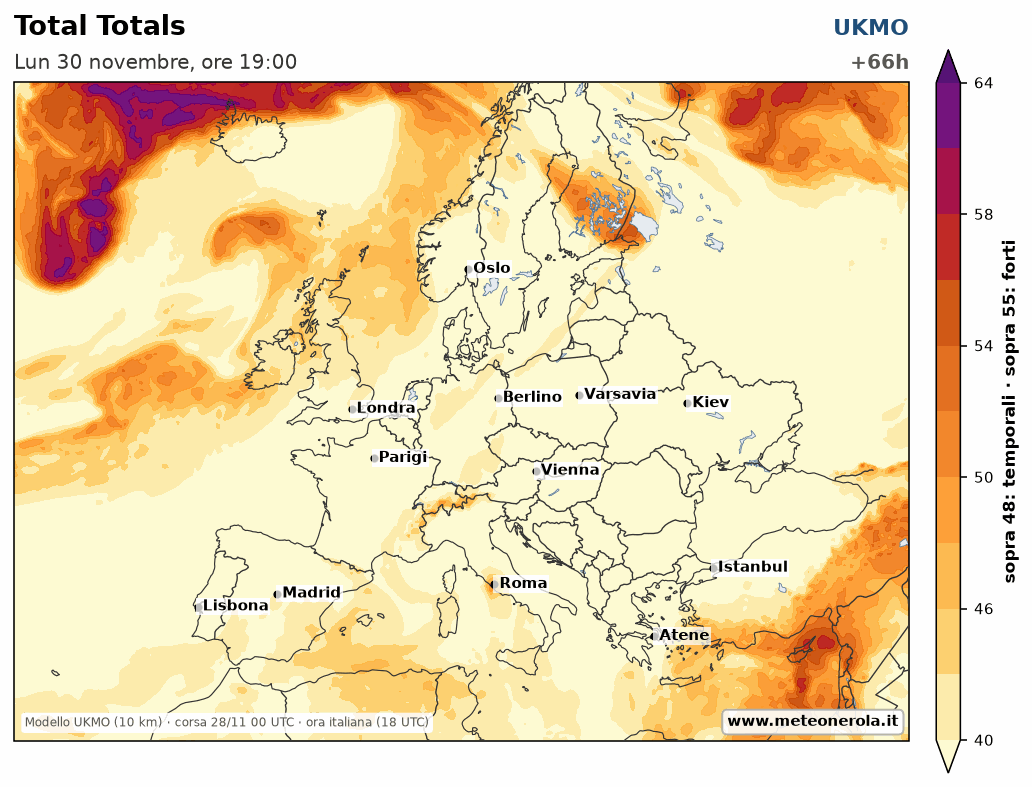 Total Totals
UKMO
Lun 30 novembre, ore 19:00
+66h
64
58
54
50
46
40
sopra 48: temporali · sopra 55: forti
Oslo
Berlino
Varsavia
Kiev
Londra
Parigi
Vienna
Istanbul
Roma
Madrid
Lisbona
Atene
Modello UKMO (10 km) · corsa 28/11 00 UTC · ora italiana (18 UTC)
www.meteonerola.it